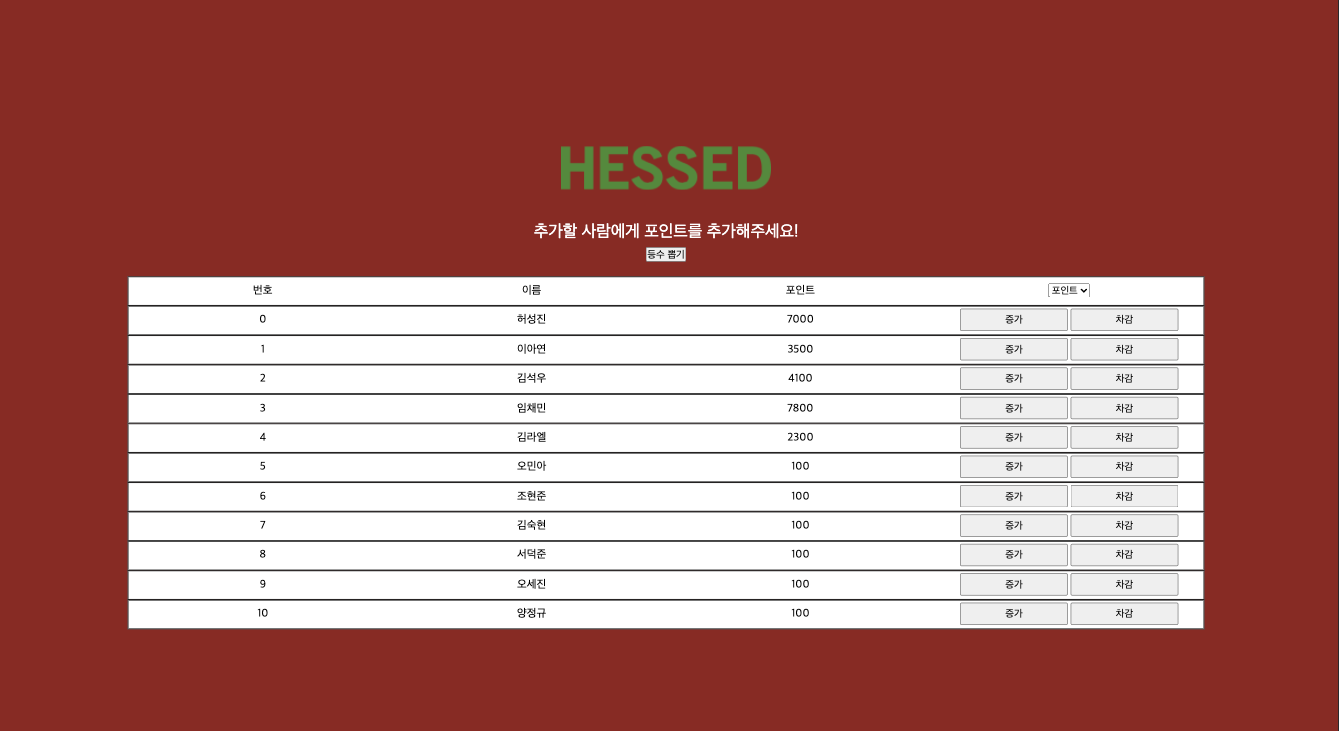 HESSED
추가할 사람에게 포인트를 추가해주세요!
등수 뽑기
번호 이름 포인트 포인트
0 허성진 7000 증가 차감
1 이아연 3500 증가 차감
2 김석우 4100 증가 차감
3 임채민 7800 증가 차감
4 김라엘 2300 증가 차감
5 오민아 100 증가 차감
6 조현준 100 증가 차감
7 김숙현 100 증가 차감
8 서덕준 100 증가 차감
9 오세진 100 증가 차감
10 양정규 100 증가 차감